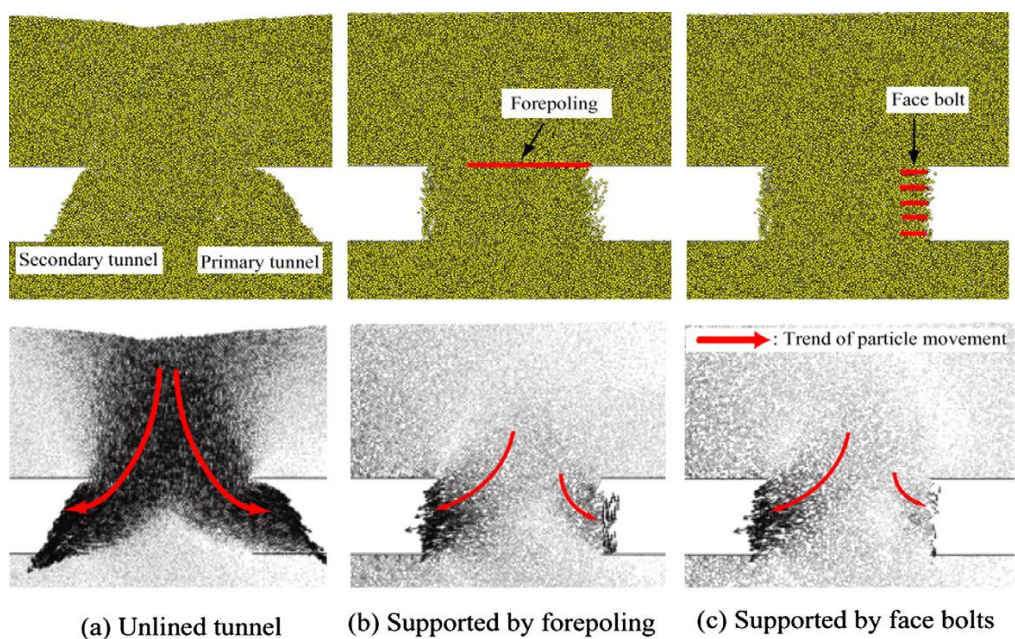 Forepoling
Face bolt
Secondary tunnel
Primary tunnel
: Trend of particle movement
(a) Unlined tunnel
(b) Supported by forepoling
(c) Supported by face bolts